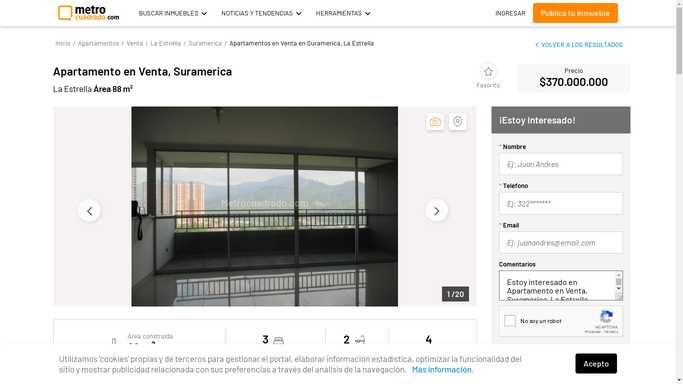 metro
cuadrado.com
BUSCAR INMUEBLES
NOTICIAS Y TENDENCIAS
HERRAMIENTAS
INGRESAR
Publica tu Inmueble
Inicio / Apartamentos / Venta / La Estrella / Suramerica / Apartamentos en Venta en Suramerica, La Estrella
VOLVER A LOS RESULTADOS
Apartamento en Venta, Suramerica
La Estrella Área 88 m²
Favorito
Precio
$370.000.000
Metrocuadrado.com
1 / 20
¡Estoy Interesado!
* Nombre
Ej: Juan Andres
* Teléfono
Ej: 322*******
* Email
Ej: juanandres@email.com
Comentarios
Estoy interesado en
Apartamento en Venta,
Suramerica, La Estrella
No soy un robot
reCAPTCHA
Privacidad - Términos
Área construida
3
2
4
Utilizamos 'cookies' propias y de terceros para gestionar el portal, elaborar información estadística, optimizar la funcionalidad del
sitio y mostrar publicidad relacionada con sus preferencias a través del análisis de la navegación. Más información.
Acepto